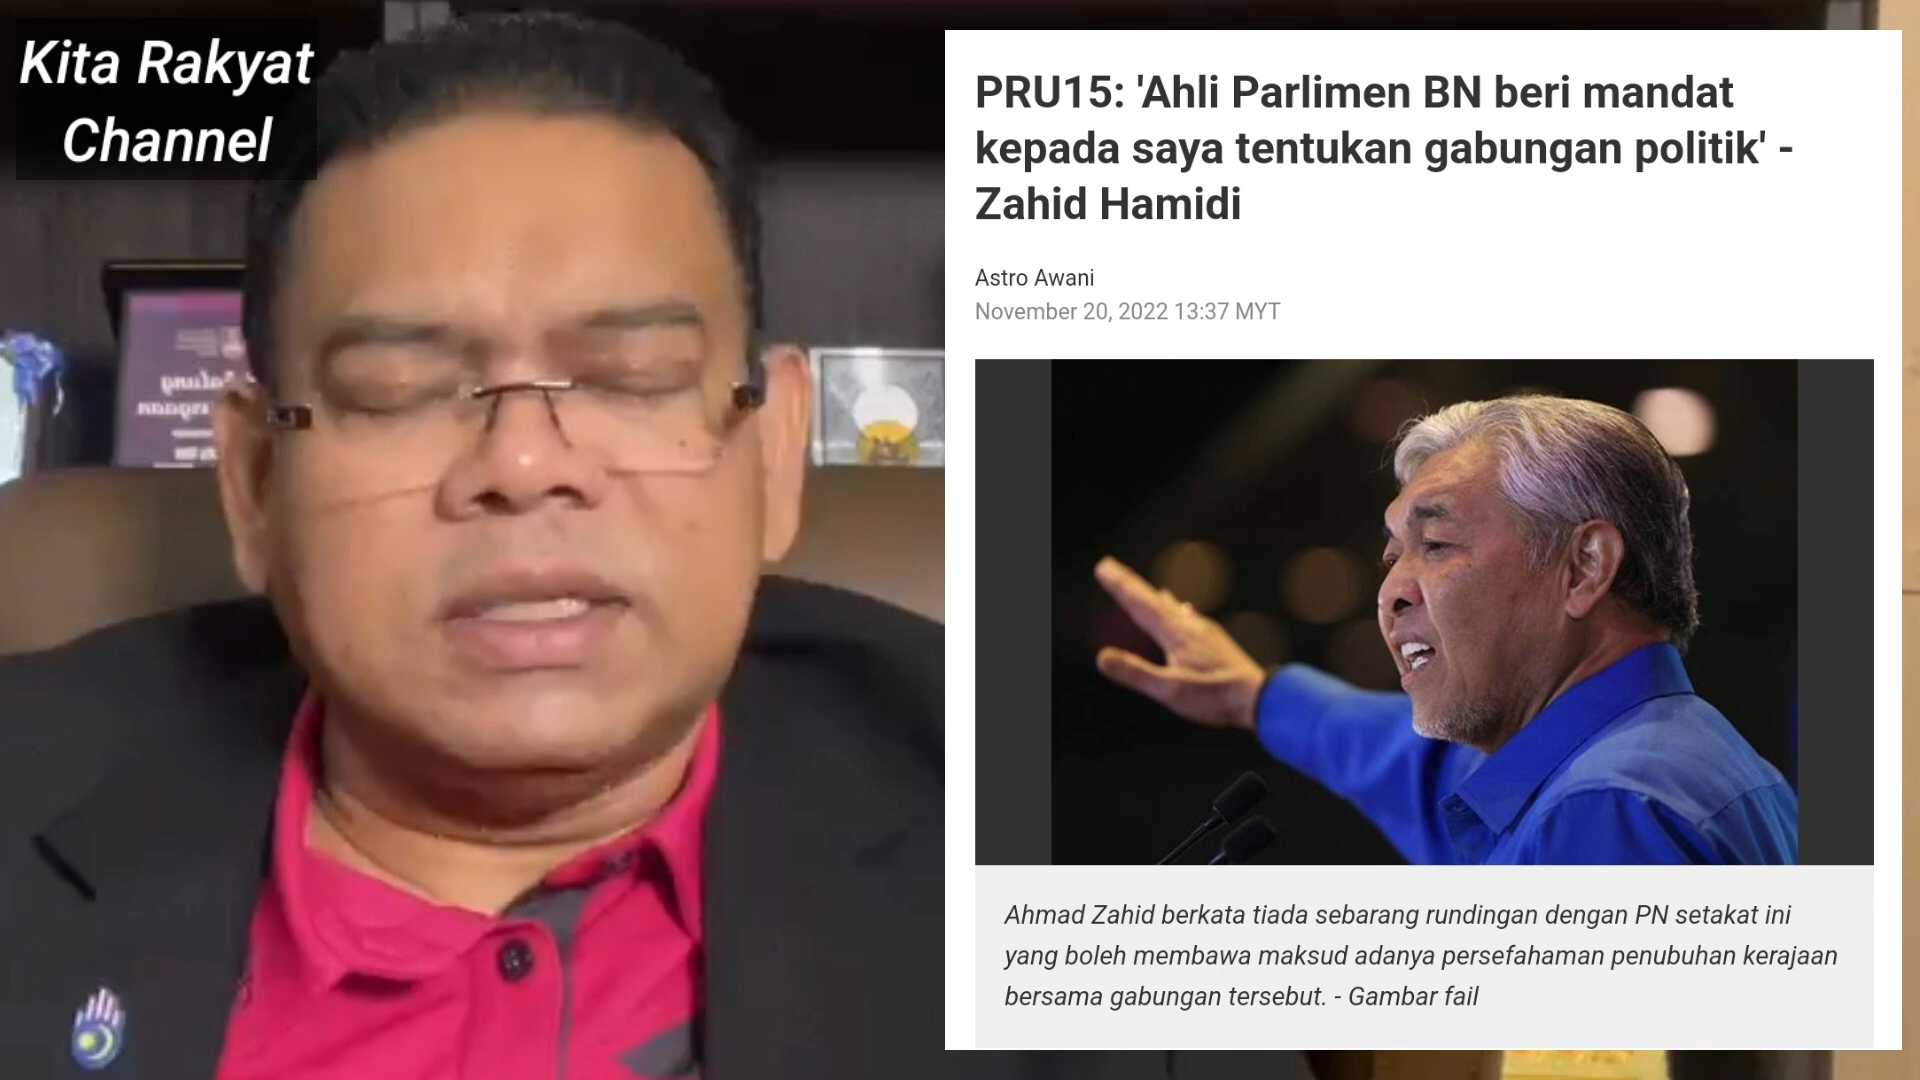 Kita Rakyat
Channel
PRU15: 'Ahli Parlimen BN beri mandat
kepada saya tentukan gabungan politik' -
Zahid Hamidi
Astro Awani
November 20, 2022 13:37 MYT
Ahmad Zahid berkata tiada sebarang rundingan dengan PN setakat ini
yang boleh membawa maksud adanya persefahaman penubuhan kerajaan
bersama gabungan tersebut. - Gambar fail